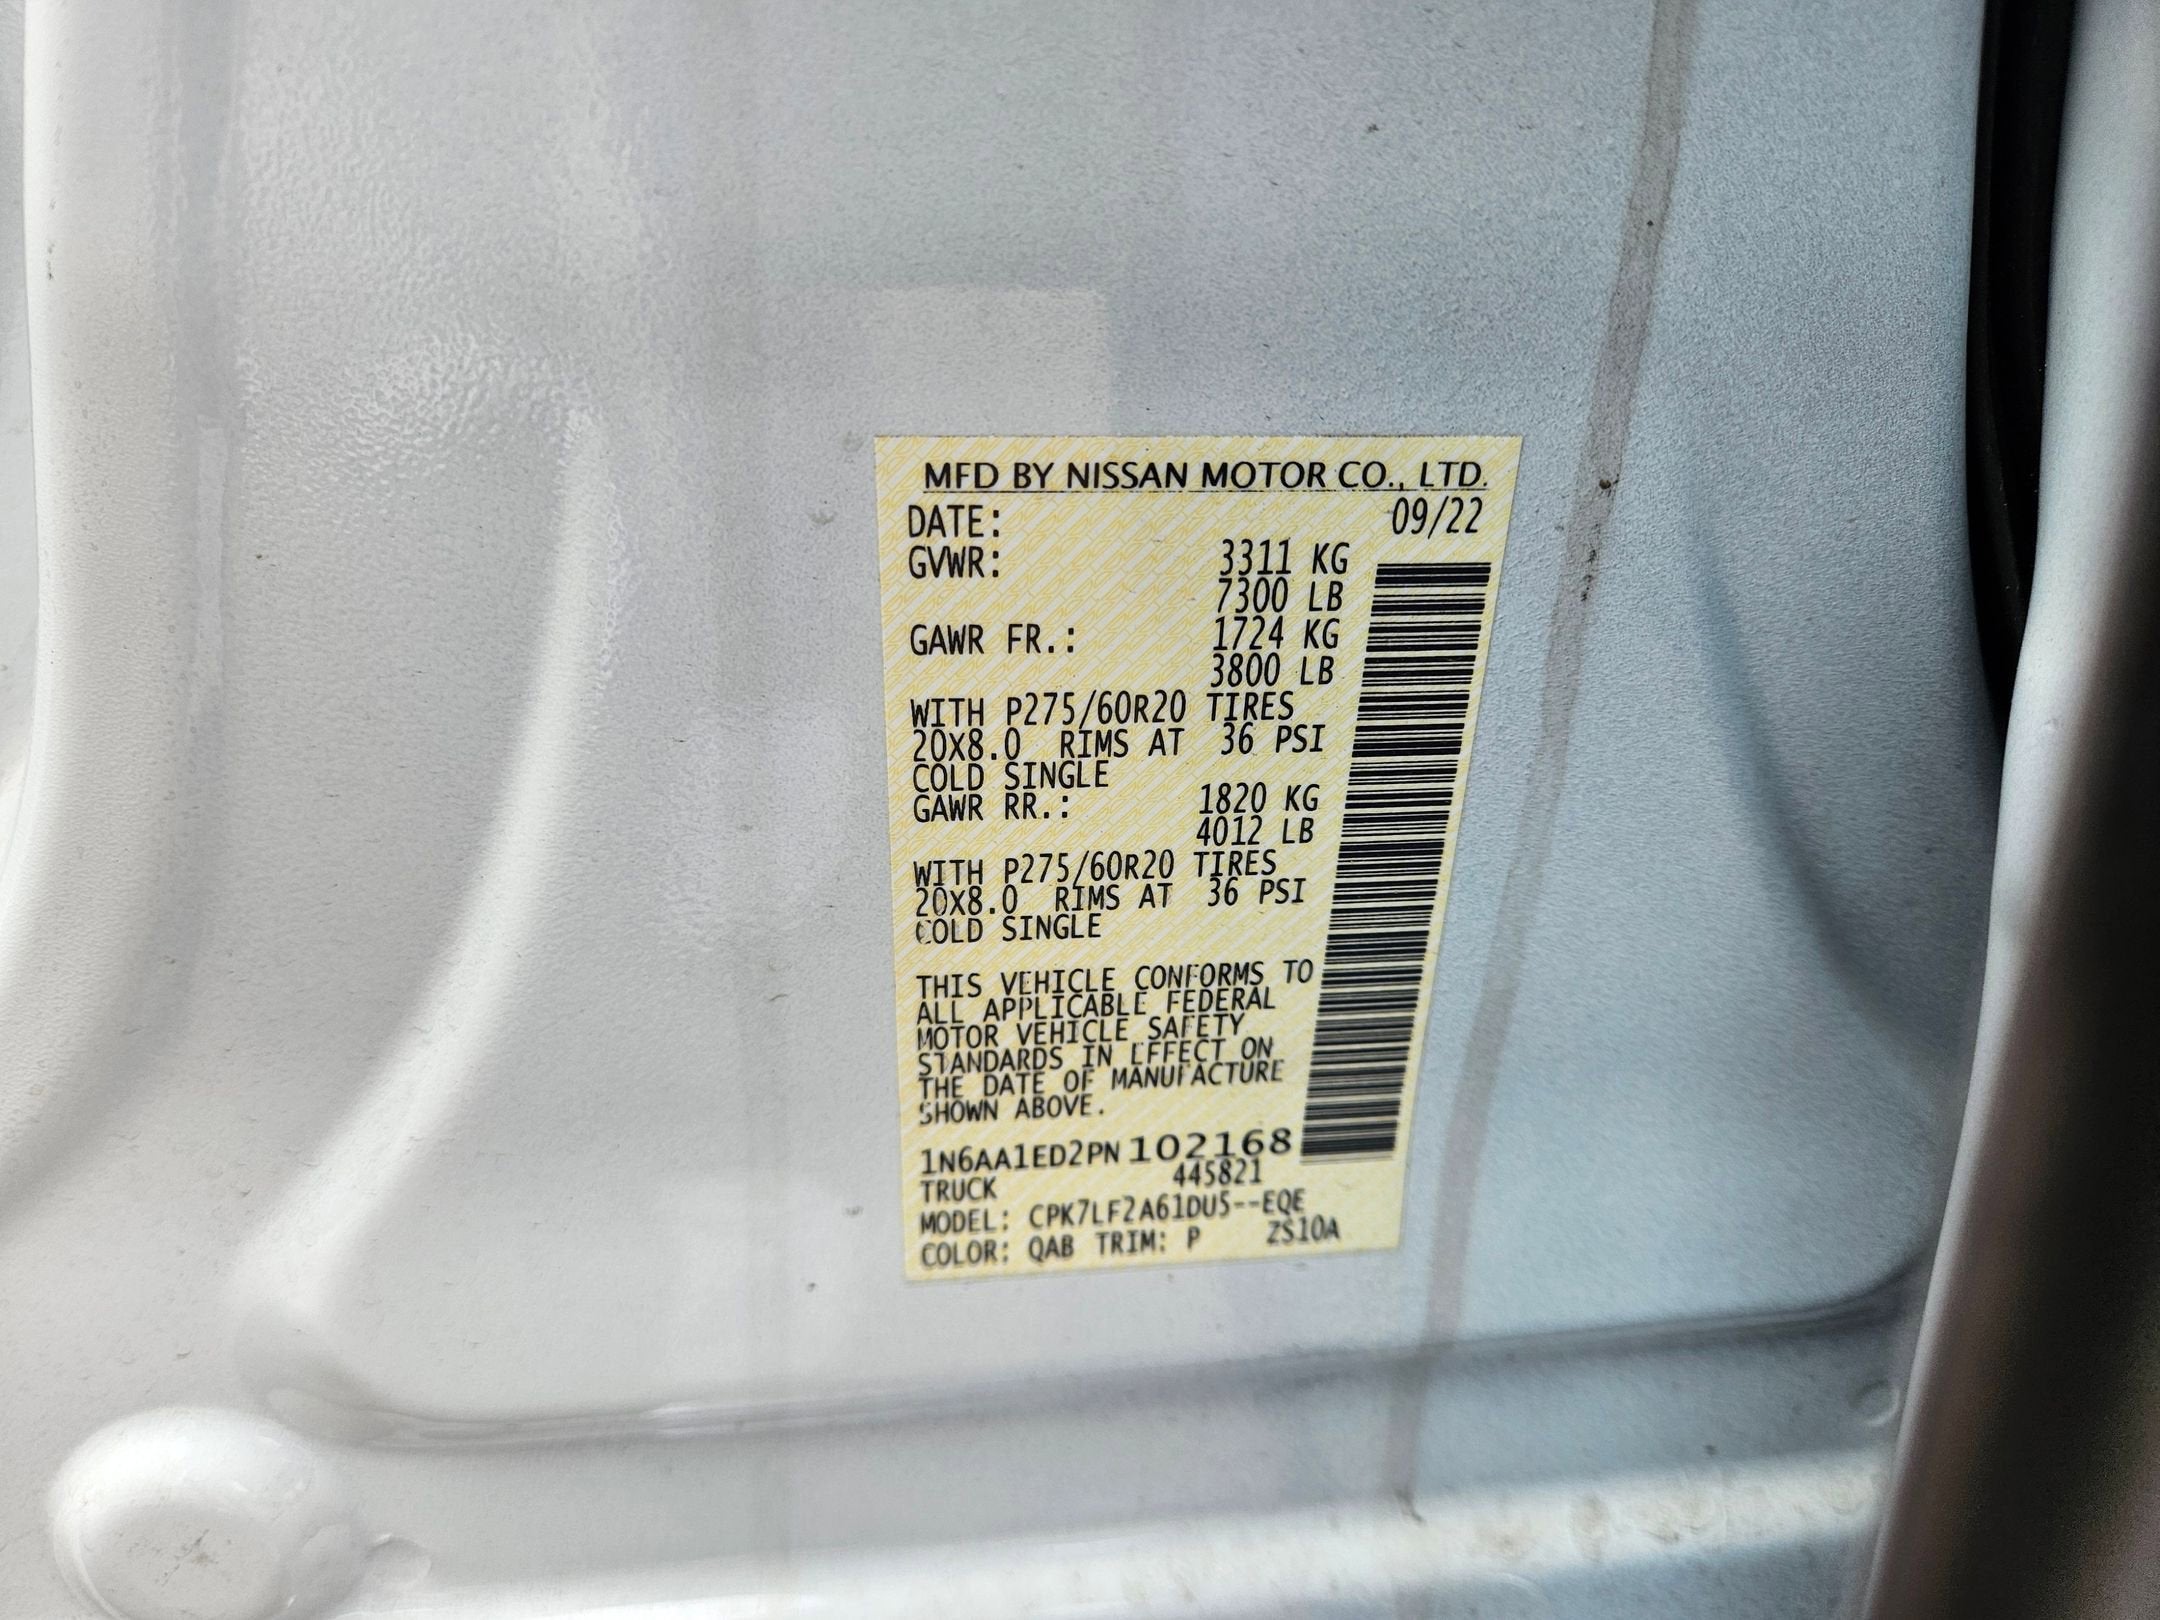 MFD BY NISSAN MOTOR CO., LTD.
DATE: 09/22
GVWR: 3311 KG
7300 LB
GAWR FR.: 1724 KG
3800 LB
WITH P275/60R20 TIRES
20X8.0 RIMS AT 36 PSI
COLD SINGLE
GAWR RR.: 1820 KG
4012 LB
WITH P275/60R20 TIRES
20X8.0 RIMS AT 36 PSI
COLD SINGLE
THIS VEHICLE CONFORMS TO
ALL APPLICABLE FEDERAL
MOTOR VEHICLE SAFETY
STANDARDS IN EFFECT ON
THE DATE OF MANUFACTURE
SHOWN ABOVE.
1N6AA1ED2PN102168
TRUCK 445821
MODEL: CPK7LF2A61DU5--EQE
COLOR: QAB TRIM: P ZS10A